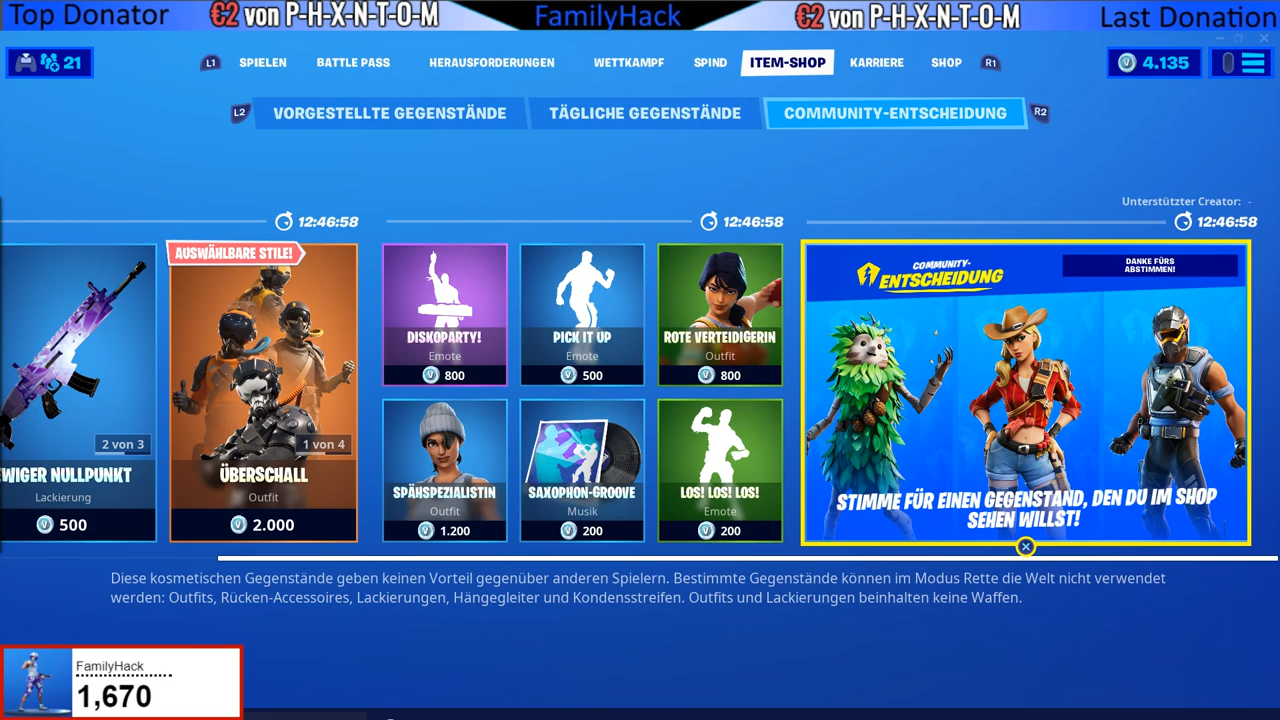 Top Donator
€2 von P-H-X-N-T-O-M
FamilyHack
€2 von P-H-X-N-T-O-M
Last Donation
21
L1
SPIELEN
BATTLE PASS
HERAUSFORDERUNGEN
WETTKAMPF
SPIND
ITEM-SHOP
KARRIERE
SHOP
R1
4.135
L2
VORGESTELLTE GEGENSTÄNDE
TÄGLICHE GEGENSTÄNDE
COMMUNITY-ENTSCHEIDUNG
R2
Unterstützter Creator: -
12:46:58
12:46:58
12:46:58
AUSWÄHLBARE STILE!
2 von 3
WIGER NULLPUNKT
Lackierung
500
1 von 4
ÜBERSCHALL
Outfit
2.000
DISKOPARTY!
Emote
800
PICK IT UP
Emote
500
ROTE VERTEIDIGERIN
Outfit
800
SPÄHSPEZIALISTIN
Outfit
1.200
SAXOPHON-GROOVE
Musik
200
LOS! LOS! LOS!
Emote
200
COMMUNITY-
ENTSCHEIDUNG
DANKE FÜRS
ABSTIMMEN!
STIMME FÜR EINEN GEGENSTAND, DEN DU IM SHOP
SEHEN WILLST!
Diese kosmetischen Gegenstände geben keinen Vorteil gegenüber anderen Spielern. Bestimmte Gegenstände können im Modus Rette die Welt nicht verwendet
werden: Outfits, Rücken-Accessoires, Lackierungen, Hängegleiter und Kondensstreifen. Outfits und Lackierungen beinhalten keine Waffen.
FamilyHack
1,670